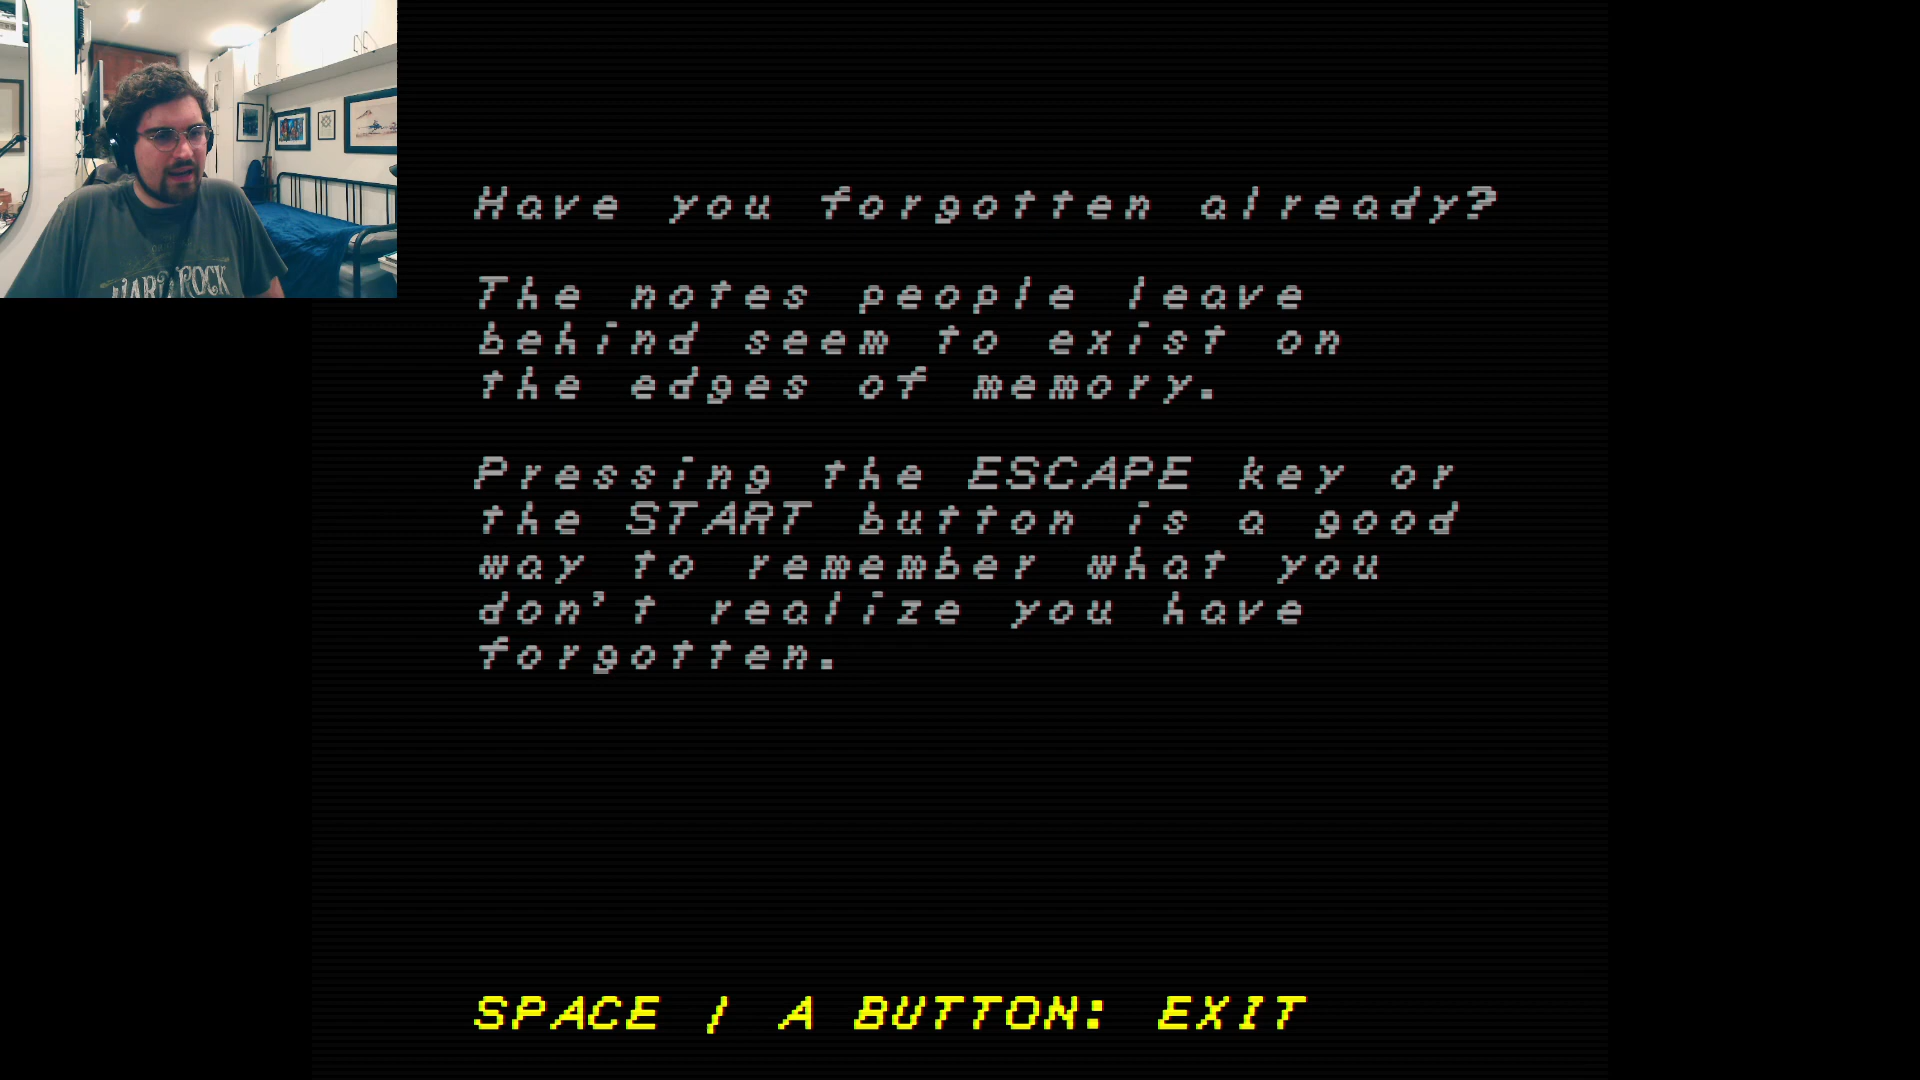 HARD ROCK
Have you forgotten already?
The notes people leave
behind seem to exist on
the edges of memory.
Pressing the ESCAPE key or
the START button is a good
way to remember what you
don't realize you have
forgotten.
SPACE / A BUTTON: EXIT